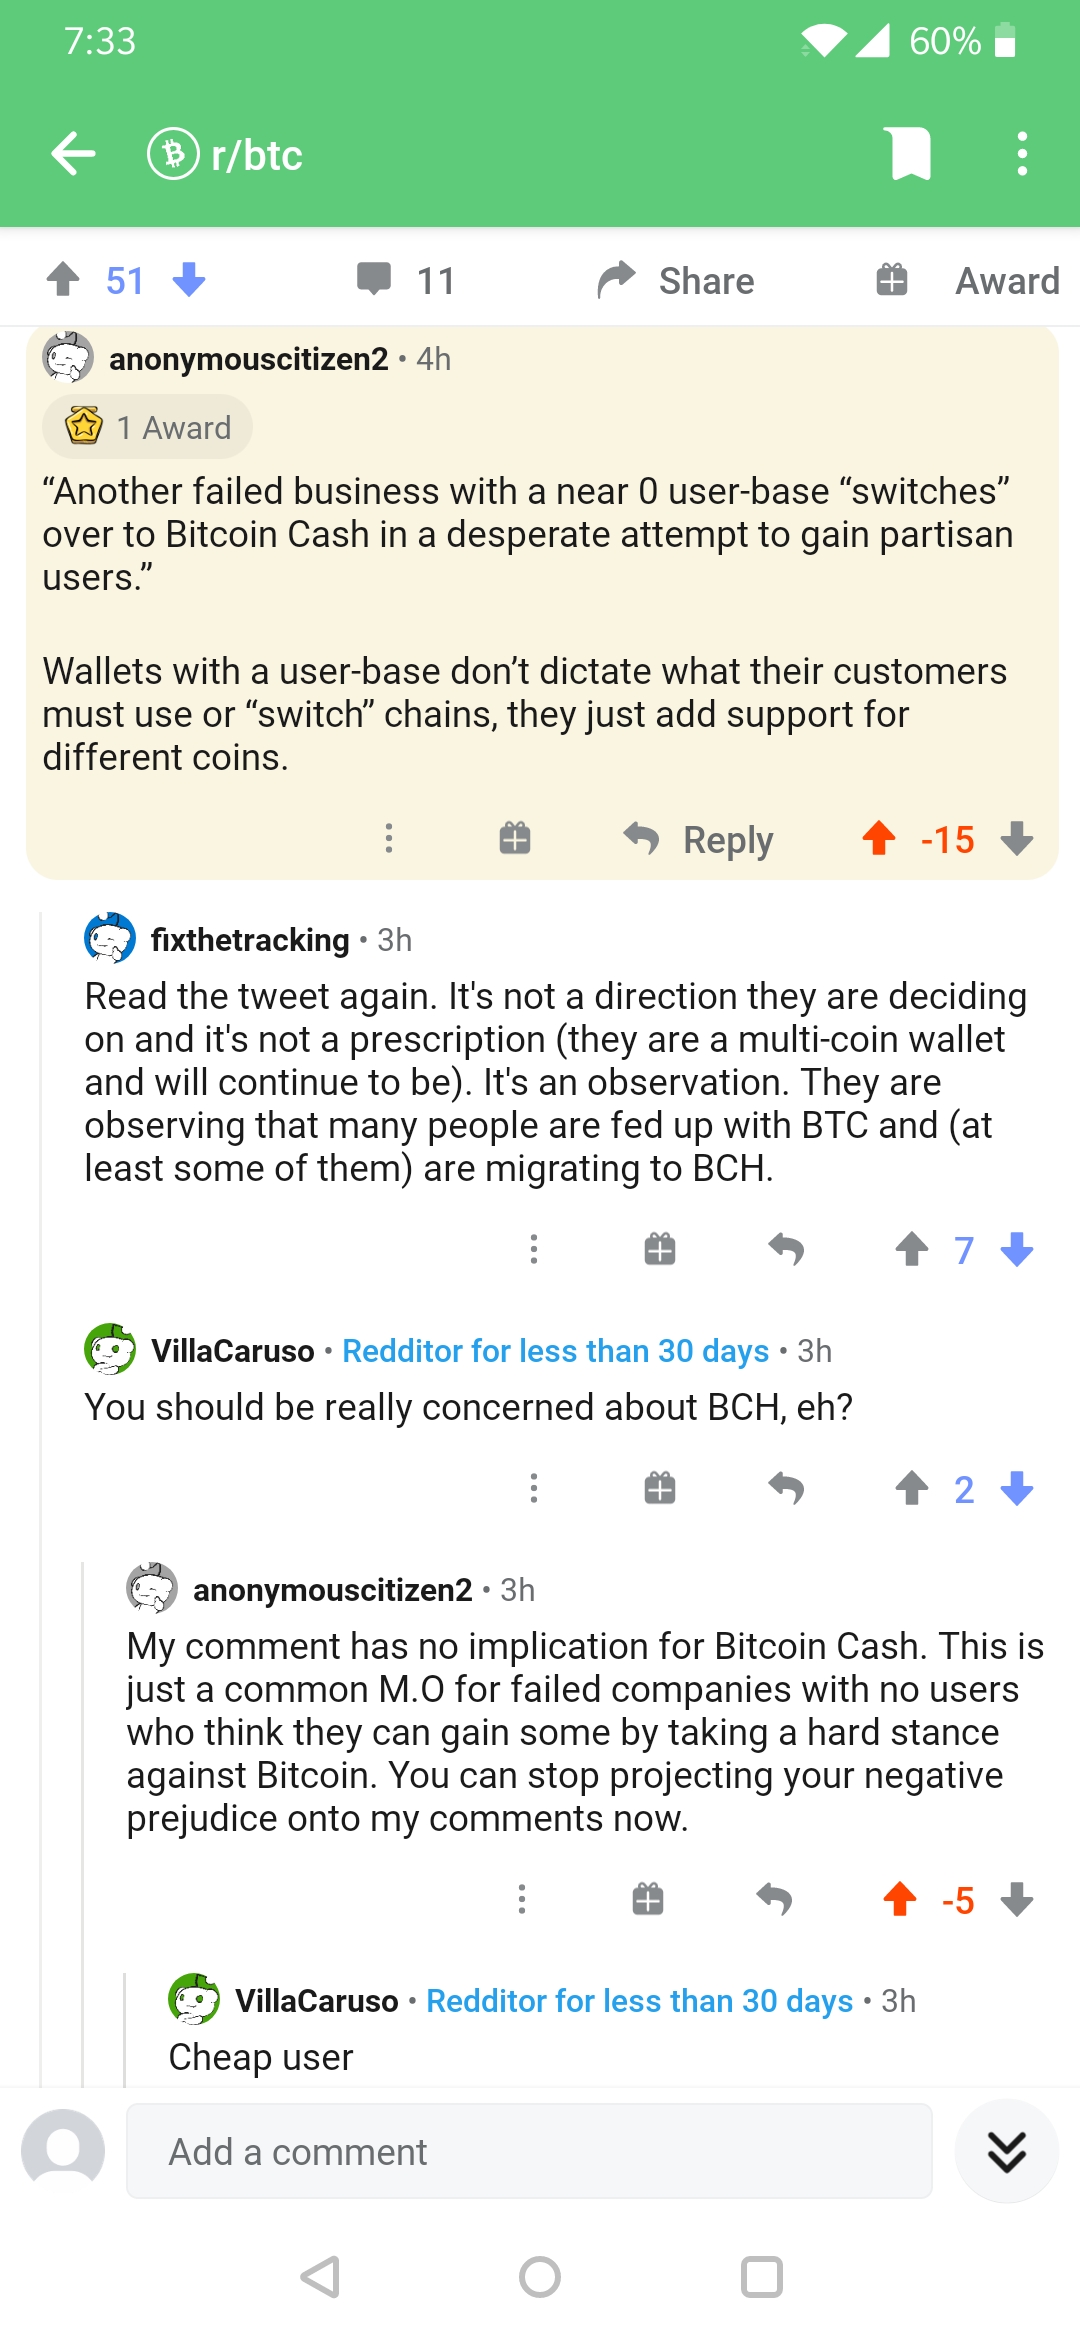 7:33
60%
r/btc
51
11
Share
Award
anonymouscitizen2 • 4h
1 Award
“Another failed business with a near 0 user-base “switches”
over to Bitcoin Cash in a desperate attempt to gain partisan
users.”
Wallets with a user-base don’t dictate what their customers
must use or “switch” chains, they just add support for
different coins.
Reply
-15
fixthetracking • 3h
Read the tweet again. It's not a direction they are deciding
on and it's not a prescription (they are a multi-coin wallet
and will continue to be). It's an observation. They are
observing that many people are fed up with BTC and (at
least some of them) are migrating to BCH.
7
VillaCaruso • Redditor for less than 30 days • 3h
You should be really concerned about BCH, eh?
2
anonymouscitizen2 • 3h
My comment has no implication for Bitcoin Cash. This is
just a common M.O for failed companies with no users
who think they can gain some by taking a hard stance
against Bitcoin. You can stop projecting your negative
prejudice onto my comments now.
-5
VillaCaruso • Redditor for less than 30 days • 3h
Cheap user
Add a comment